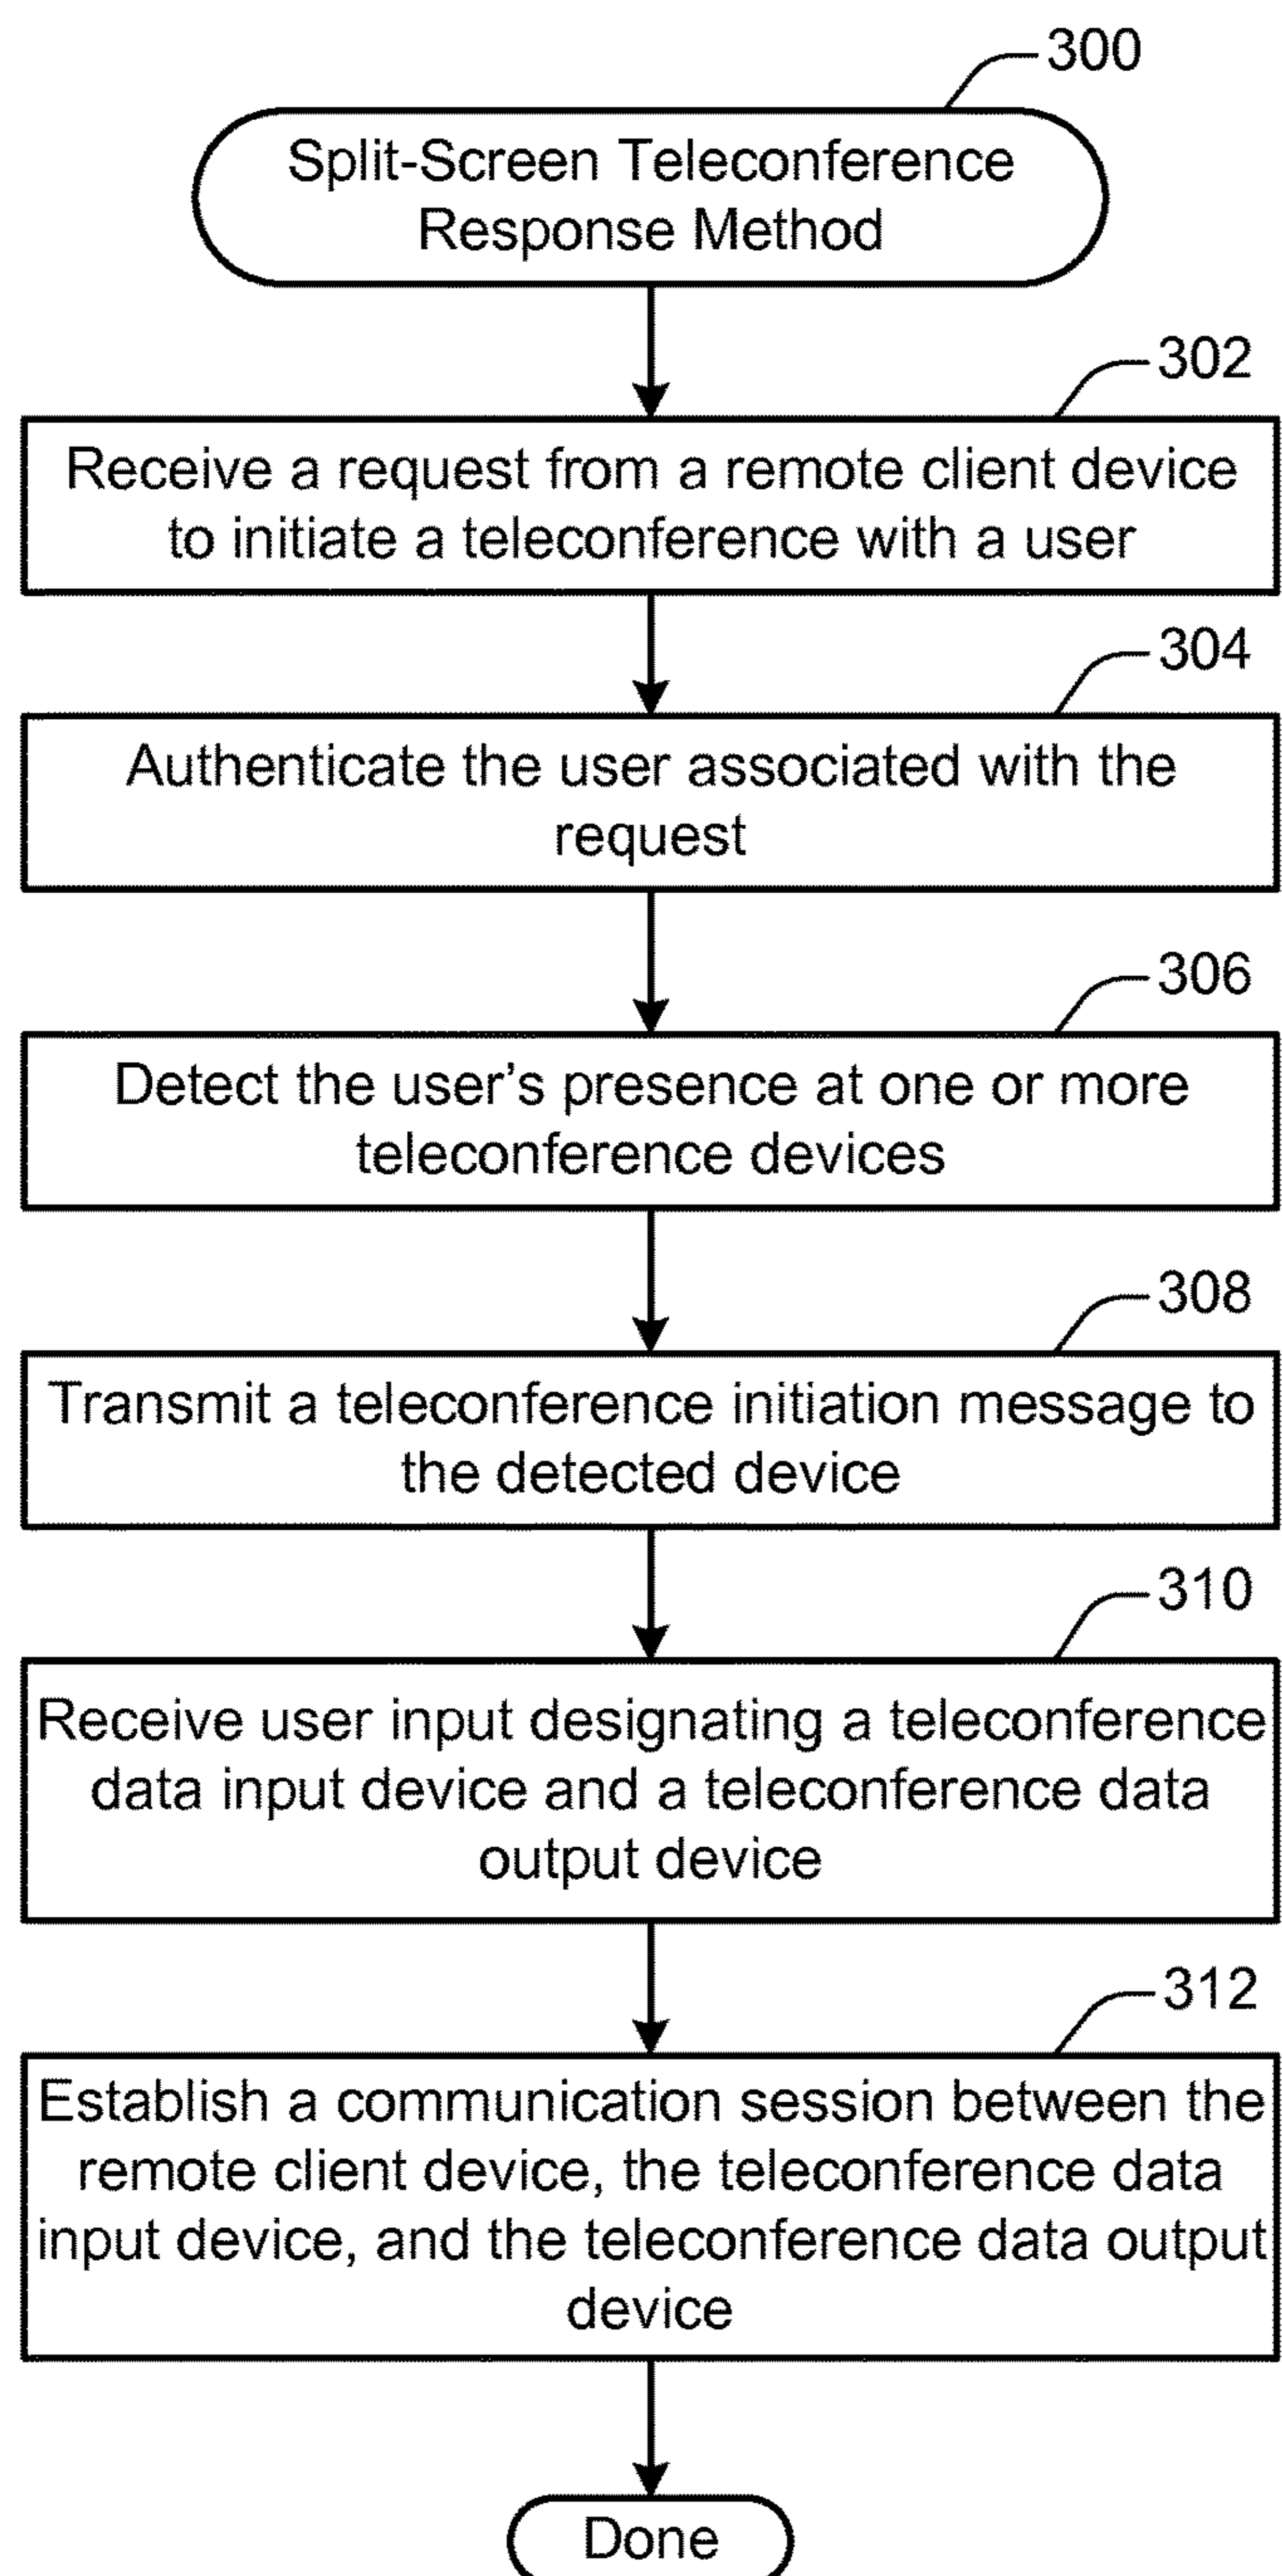 300
Split-Screen Teleconference
Response Method
302
Receive a request from a remote client device
to initiate a teleconference with a user
304
Authenticate the user associated with the
request
306
Detect the user’s presence at one or more
teleconference devices
308
Transmit a teleconference initiation message to
the detected device
310
Receive user input designating a teleconference
data input device and a teleconference data
output device
312
Establish a communication session between the
remote client device, the teleconference data
input device, and the teleconference data output
device
Done